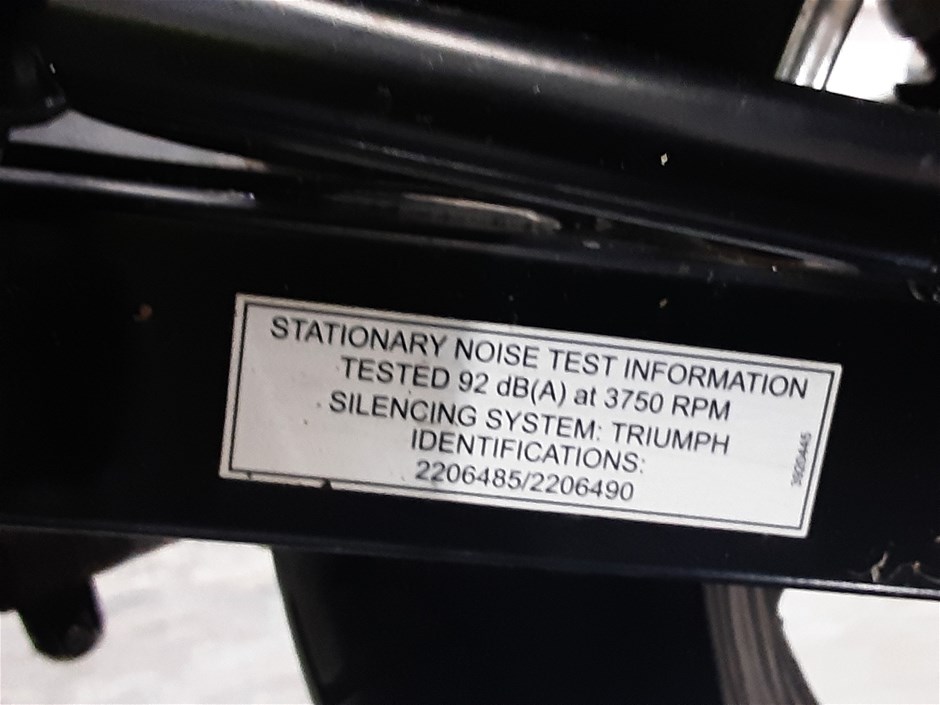 STATIONARY NOISE TEST INFORMATION
TESTED 92 dB(A) at 3750 RPM
SILENCING SYSTEM: TRIUMPH
IDENTIFICATIONS:
2206485/2206490